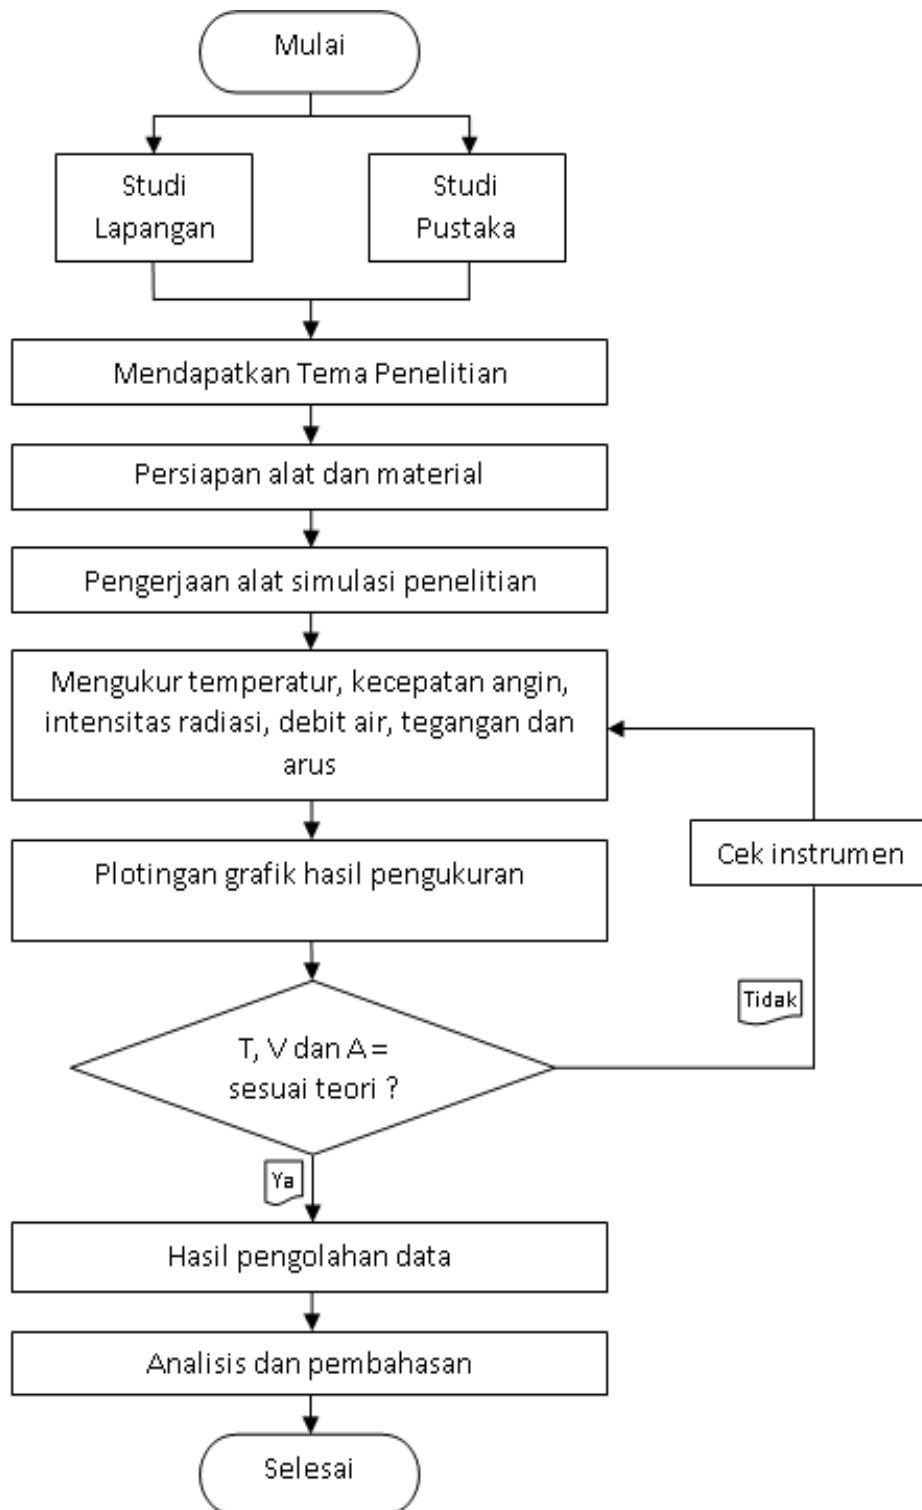 Mulai
Studi
Lapangan
Studi
Pustaka
Mendapatkan Tema Penelitian
Persiapan alat dan material
Pengerjaan alat simulasi penelitian
Mengukur temperatur, kecepatan angin,
intensitas radiasi, debit air, tegangan dan
arus
Plotingan grafik hasil pengukuran
Cek instrumen
Tidak
T, V dan A =
sesuai teori ?
Ya
Hasil pengolahan data
Analisis dan pembahasan
Selesai